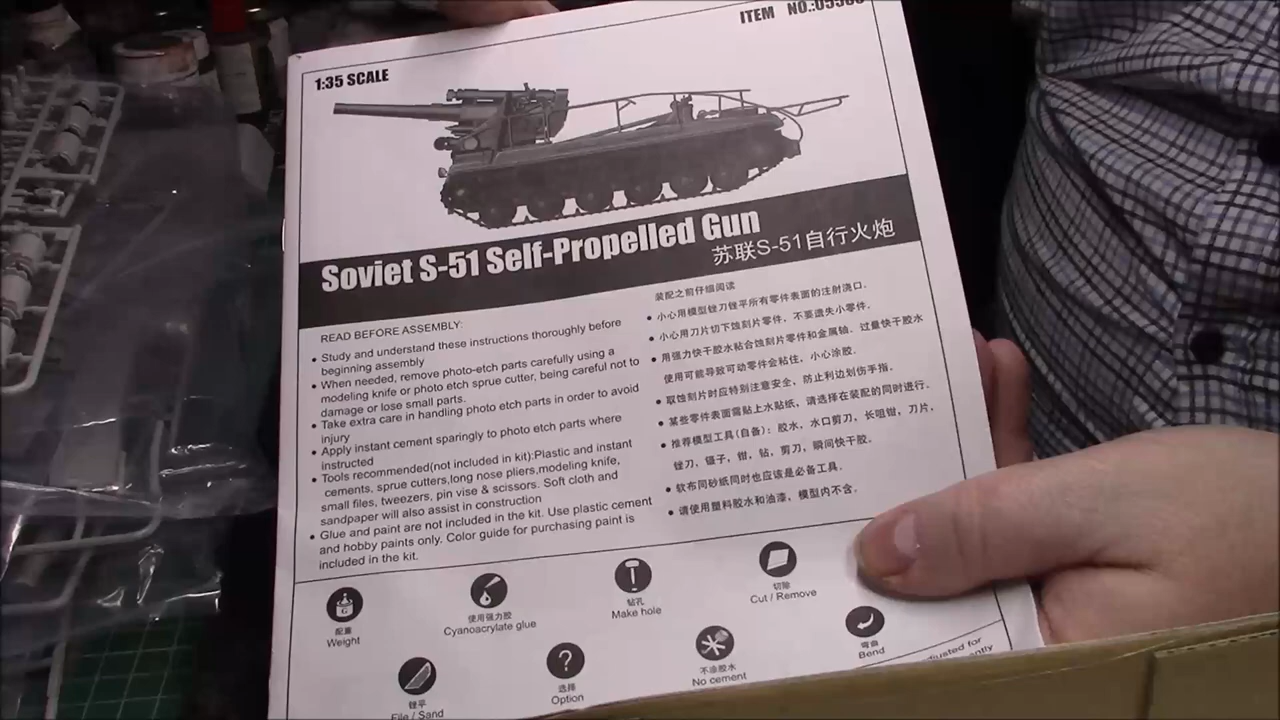 ITEM NO.:
1:35 SCALE
Soviet S-51 Self-Propelled Gun
苏联S-51自行火炮
READ BEFORE ASSEMBLY:
• Study and understand these instructions thoroughly before
beginning assembly
• When needed, remove photo-etch parts carefully using a
modeling knife or photo etch sprue cutter, being careful not to
damage or lose small parts.
• Take extra care in handling photo etch parts in order to avoid
injury
• Apply instant cement sparingly to photo etch parts where
instructed
• Tools recommended(not included in kit):Plastic and instant
cements, sprue cutters,long nose pliers,modeling knife,
small files, tweezers, pin vise & scissors. Soft cloth and
sandpaper will also assist in construction
• Glue and paint are not included in the kit. Use plastic cement
and hobby paints only. Color guide for purchasing paint is
included in the kit.
装配之前仔细阅读
• 小心用模型锉刀锉平所有零件表面的注射浇口.
• 小心用刀片切下蚀刻片零件, 不要遗失小零件.
• 用强力快干胶水粘合蚀刻片零件和金属轴. 过量快干胶水
使用可能导致可动零件会粘住, 小心涂胶.
• 取蚀刻片时应特别注意安全, 防止利边划伤手指.
• 某些零件表面需贴上水贴纸, 请选择在装配的同时进行.
• 推荐模型工具(自备): 胶水, 水口剪刀, 长咀钳, 刀片,
锉刀, 镊子, 钳, 钻, 剪刀, 瞬间快干胶.
• 软布同砂纸同时也应该是必备工具.
• 请使用塑料胶水和油漆, 模型内不含.
G
配重
Weight
使用强力胶
Cyanoacrylate glue
钻孔
Make hole
切除
Cut / Remove
锉平
File / Sand
?
选择
Option
不涂胶水
No cement
弯曲
Bend